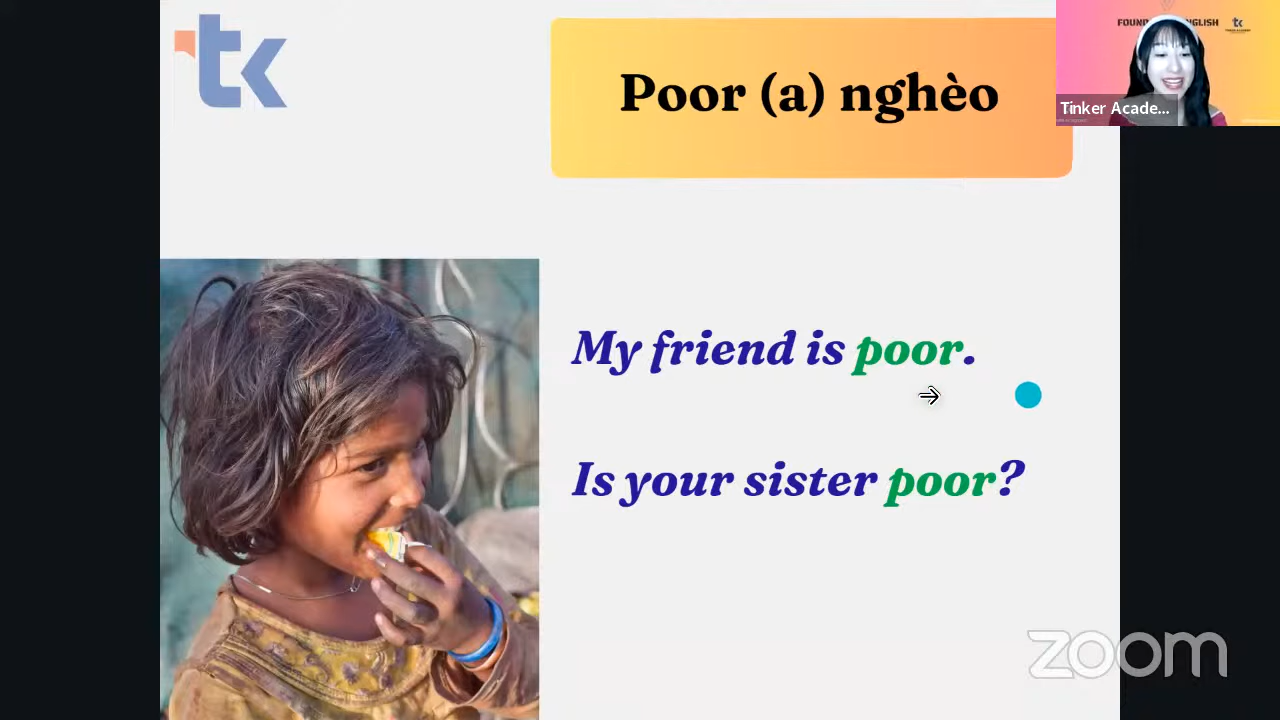 tk
Poor (a) nghèo
Tinker Acade...
My friend is poor.
Is your sister poor?
zoom